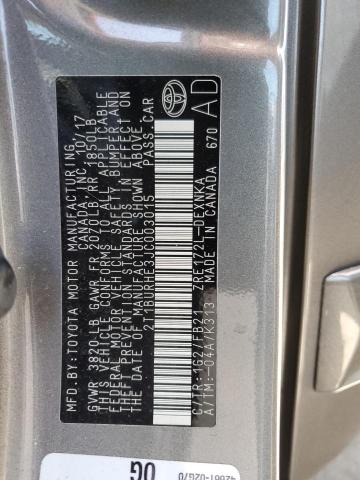 MFD.BY:TOYOTA MOTOR MANUFACTURING
CANADA INC. 10/17
GVWR 3820 LB GAWR FR 2070LB RR 1850LB
THIS VEHICLE CONFORMS TO ALL APPLICABLE
FEDERAL MOTOR VEHICLE SAFETY BUMPER AND
THEFT PREVENTION STANDARDS IN EFFECT ON
THE DATE OF MANUFACTURE SHOWN ABOVE
2T1BURHE3JC003015 PASS.CAR
C/TR:1G2/FB21 ZRE172L-DEXNKA
A/TM:-04A/K313 MADE IN CANADA 670
AD
0G
42661-02G70